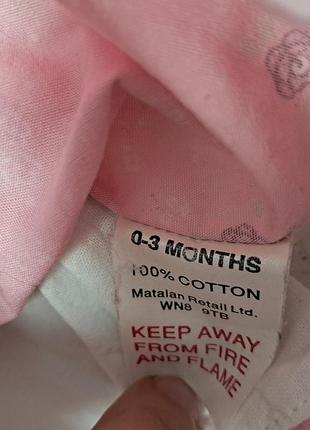 0-3 MONTHS
100% COTTON
Matalan Retail Ltd.
WN8 9TB
KEEP AWAY
FROM FIRE
AND FLAME